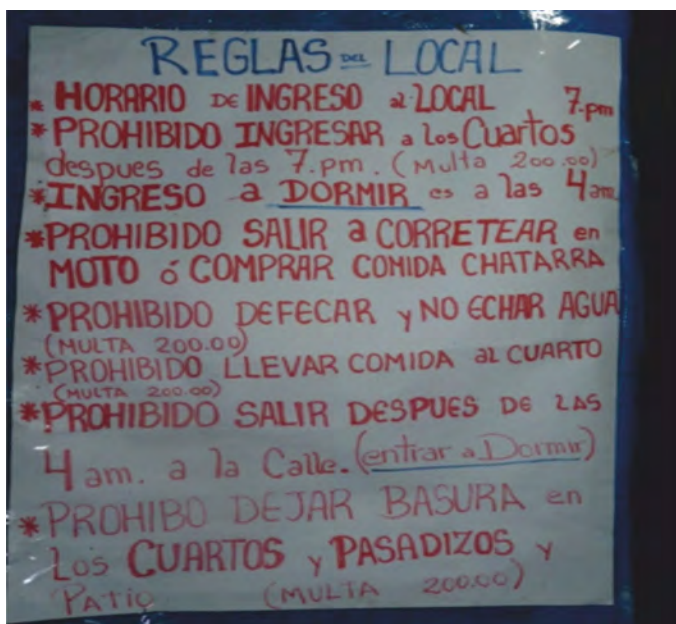 REGLAS DEL LOCAL
* HORARIO DE INGRESO al LOCAL 7.pm
* PROHIBIDO INGRESAR a Los Cuartos
despues de las 7.pm. (Multa 200.00)
* INGRESO a DORMIR es a las 4am
* PROHIBIDO SALIR a CORRETEAR en
MOTO ó COMPRAR COMIDA CHATARRA
* PROHIBIDO DEFECAR y NO ECHAR AGUA
(MULTA 200.00)
* PROHIBIDO LLEVAR COMIDA al CUARTO
(MULTA 200.00)
* PROHIBIDO SALIR DESPUES DE LAS
4am. a la Calle. (entrar a Dormir)
* PROHIBO DEJAR BASURA en
Los CUARTOS y PASADIZOS y
PATIO (MULTA 200.00)